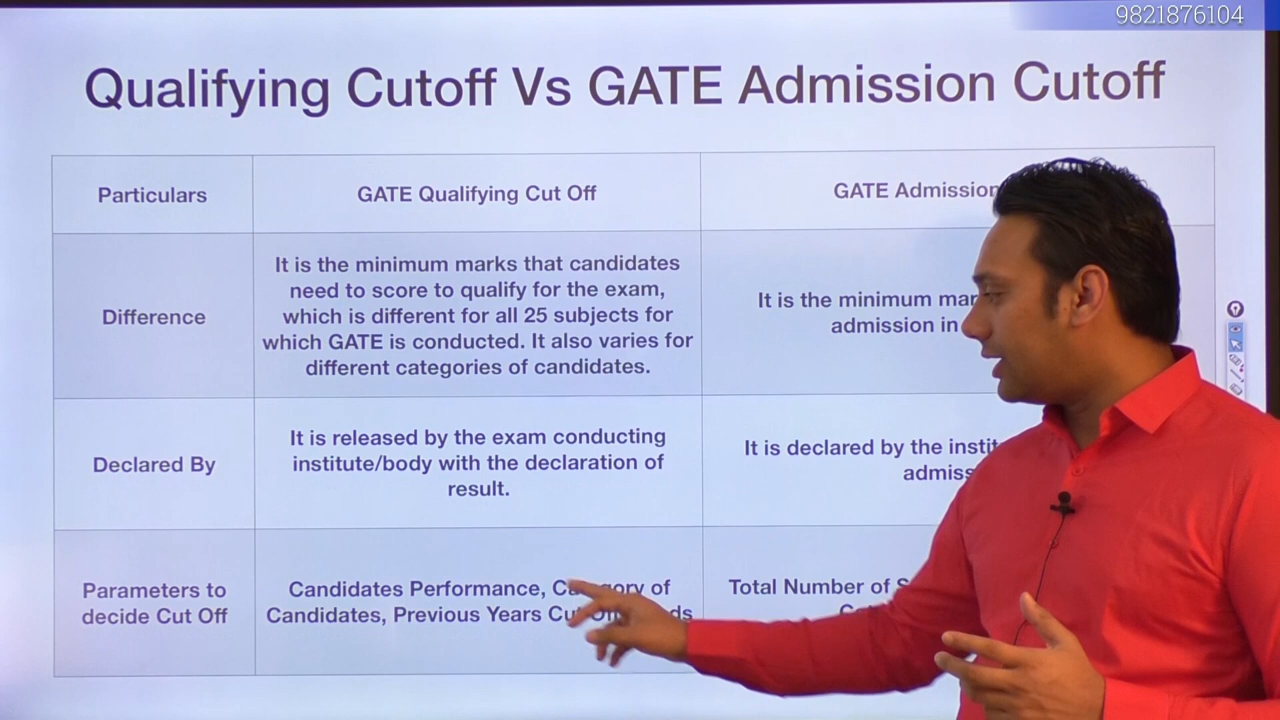 9821876104
Qualifying Cutoff Vs GATE Admission Cutoff
Particulars
GATE Qualifying Cut Off
GATE Admission
Difference
It is the minimum marks that candidates
need to score to qualify for the exam,
which is different for all 25 subjects for
which GATE is conducted. It also varies for
different categories of candidates.
It is the minimum
admission in
Declared By
It is released by the exam conducting
institute/body with the declaration of
result.
It is declared by the
Parameters to
decide Cut Off
Candidates Performance, of
Candidates, Previous Years
Total Number of